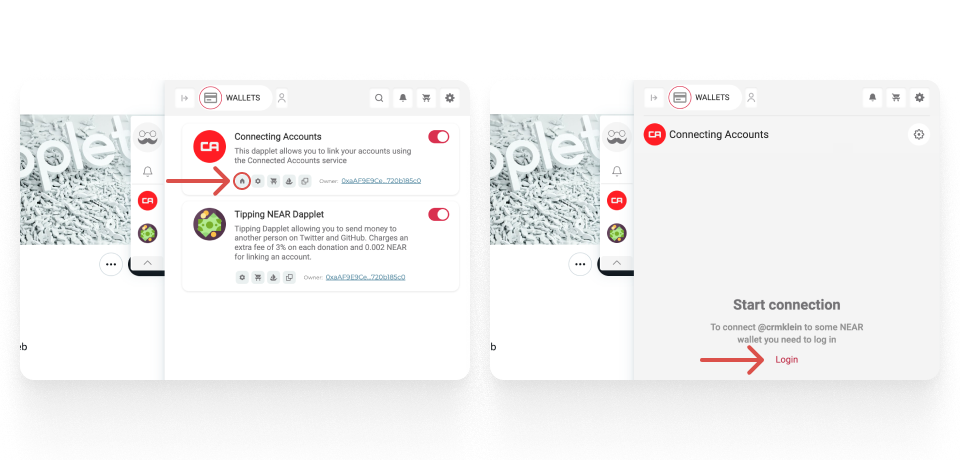 WALLETS
Connecting Accounts
This dapplet allows you to link your accounts using
the Connected Accounts service
CA
Owner: 0xaAF9E9Ce...720b185c0
CA
Tipping NEAR Dapplet
Tipping Dapplet allowing you to send money to
another person on Twitter and GitHub. Charges an
extra fee of 3% on each donation and 0.002 NEAR
for linking an account.
Owner: 0xaAF9E9Ce...720b185c0
pplet
WALLETS
CA Connecting Accounts
CA
pplet
b
Start connection
To connect @crmklein to some NEAR
wallet you need to log in
Login